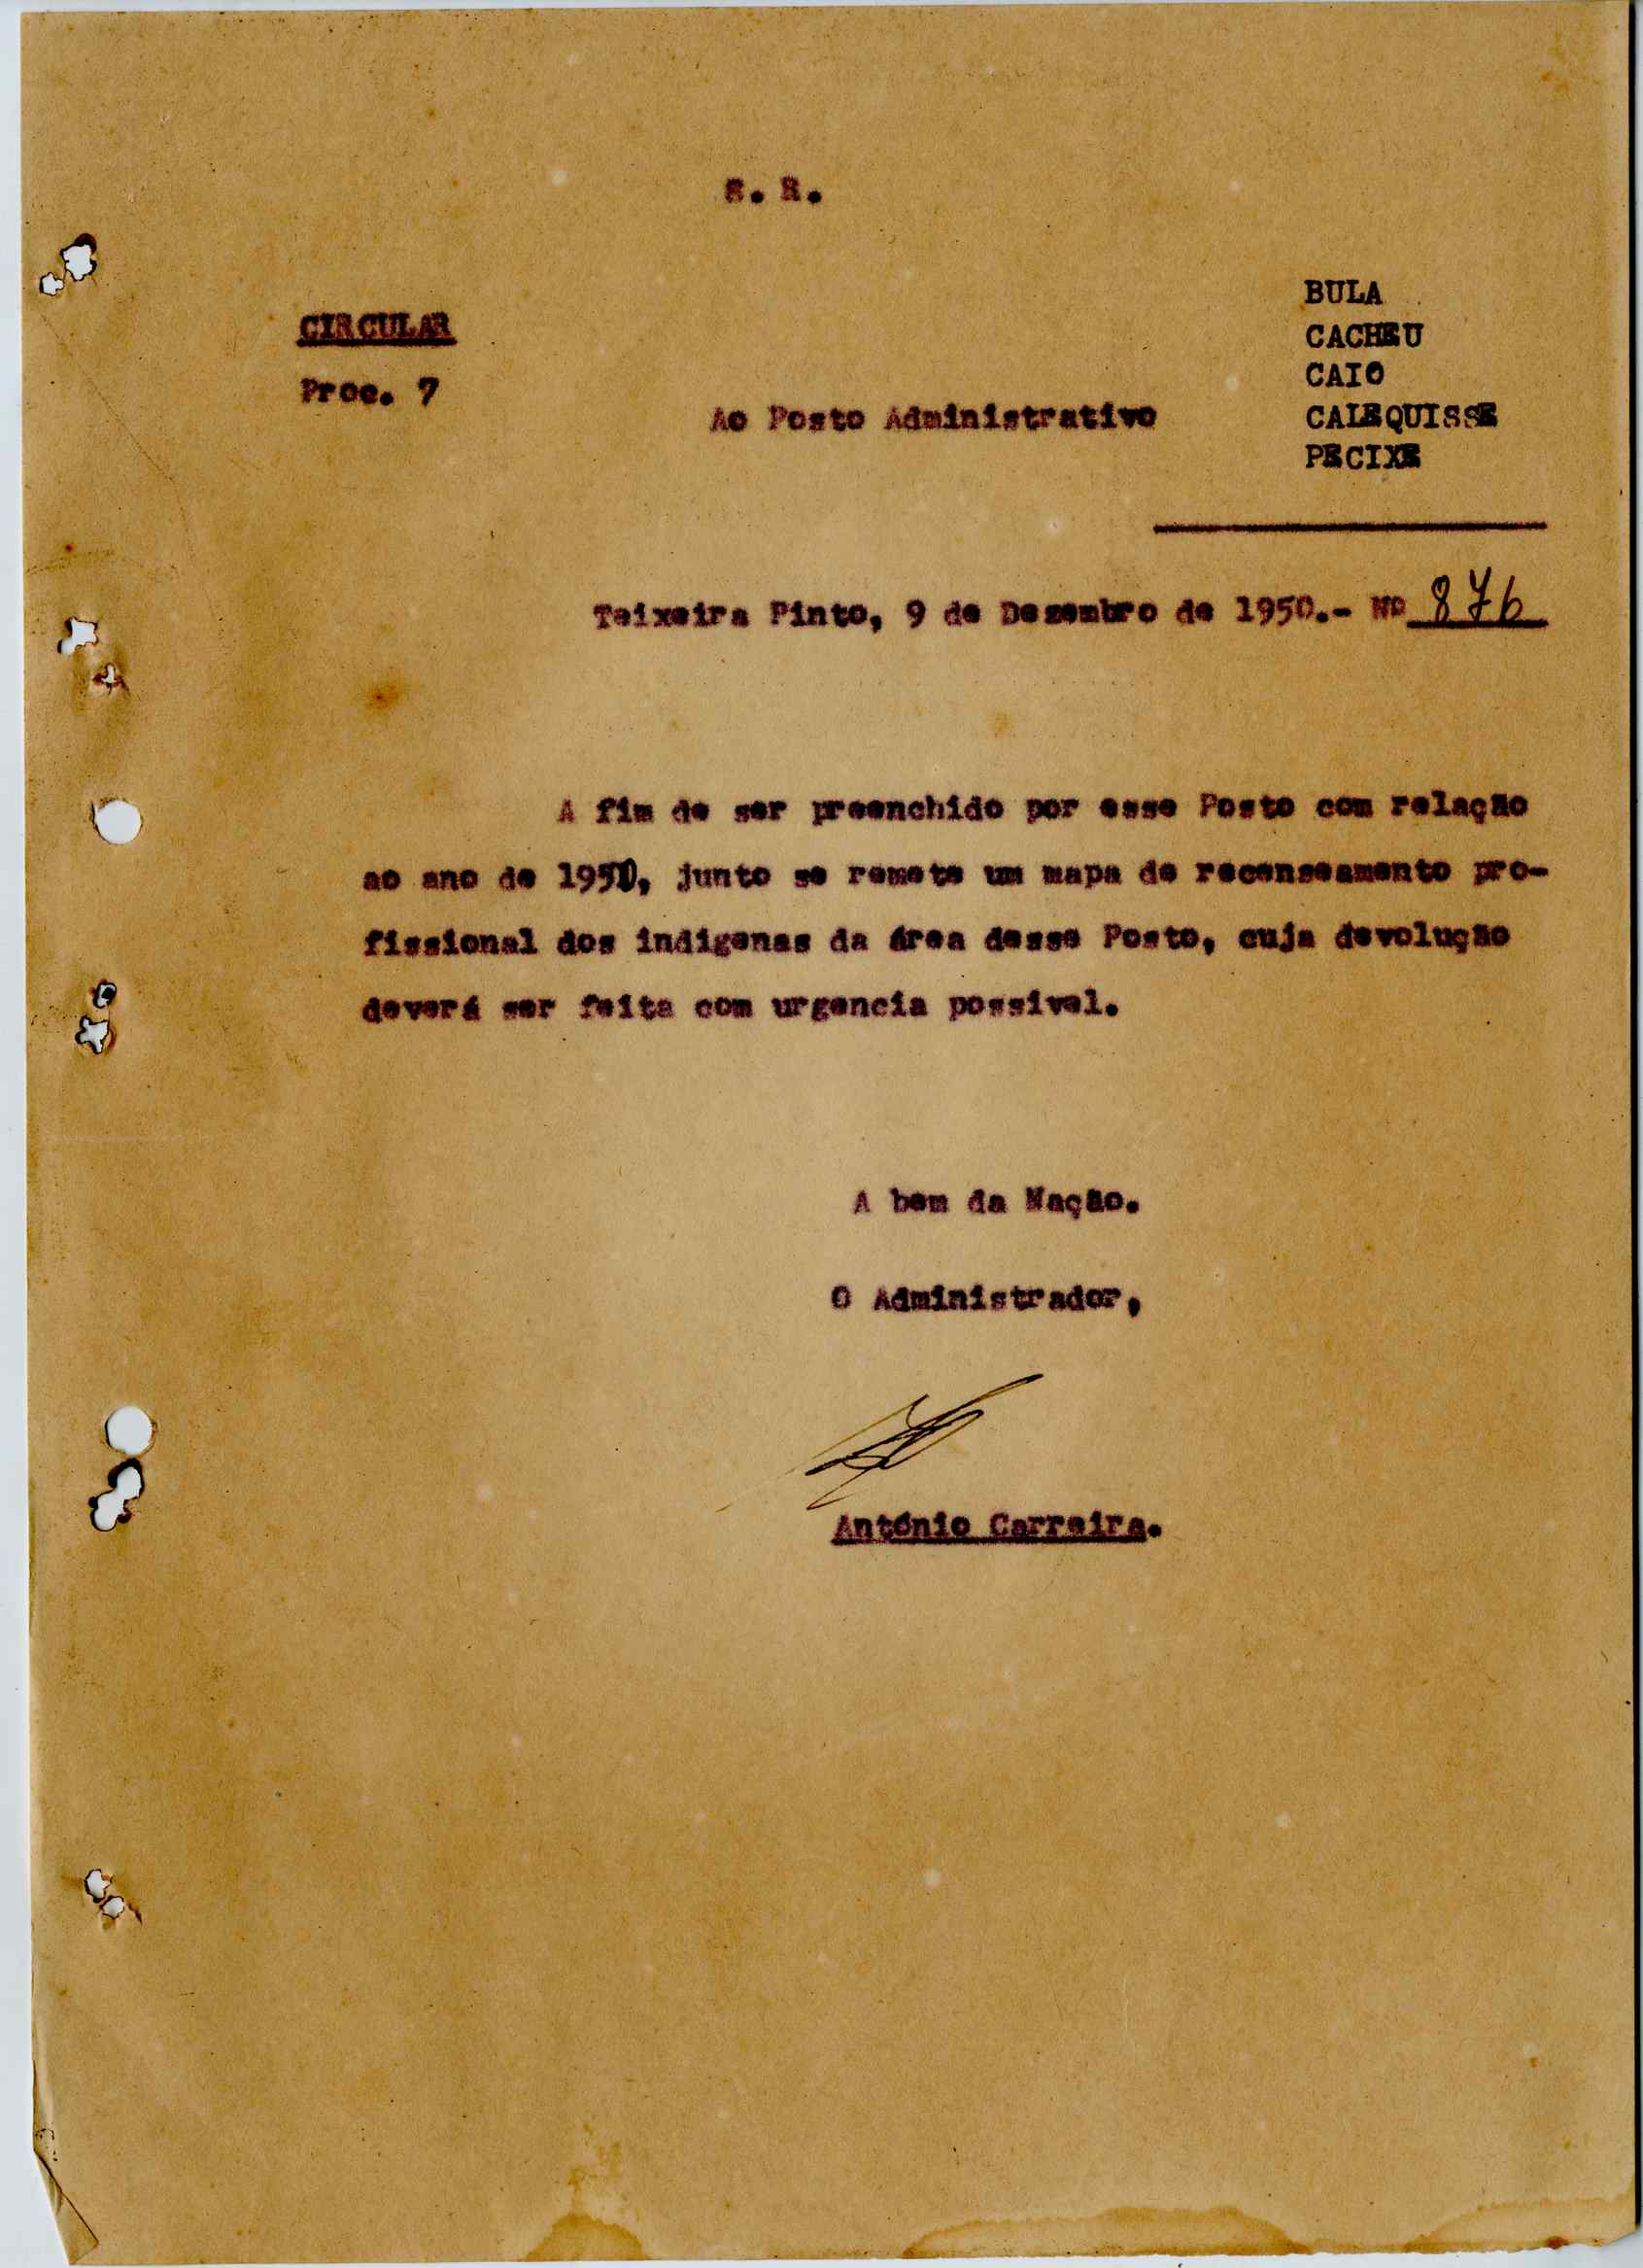 S. R.
CIRCULAR
Proc. 7
Ao Posto Administrativo
BULA
CACHEU
CAIO
CALEQUISSE
PECIXE
Teixeira Pinto, 9 de Dezembro de 1950.- Nº 876
A fim de ser preenchido por esse Posto com relação
ao ano de 1950, junto se remete um mapa de recenseamento pro-
fissional dos indigenas da área desse Posto, cuja devolução
deverá ser feita com urgencia possivel.
A bem da Nação.
O Administrador,
António Carreira.